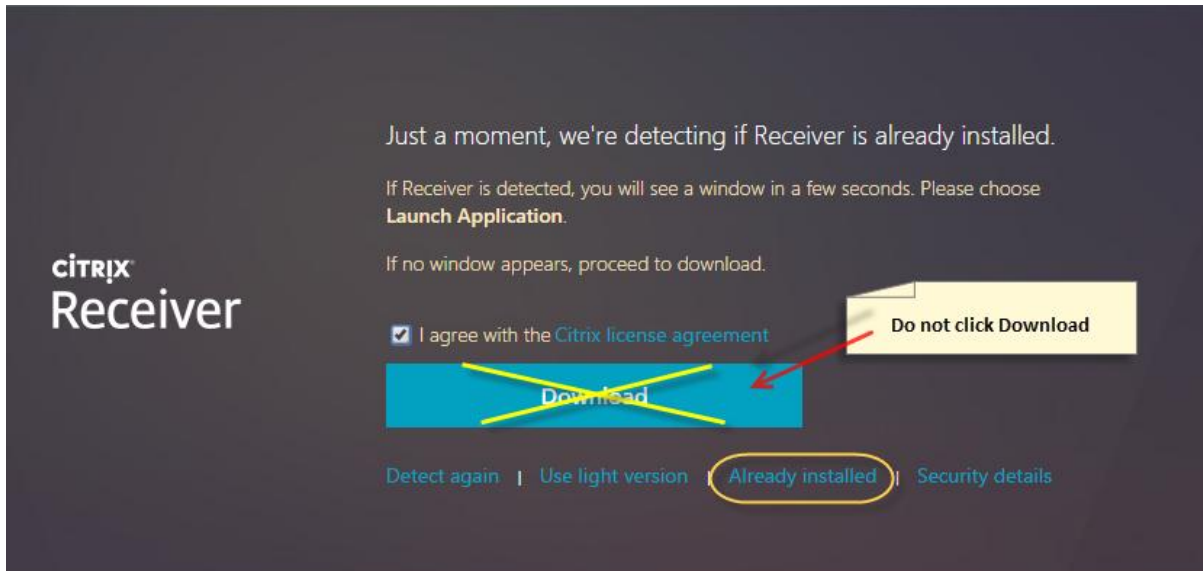 Just a moment, we're detecting if Receiver is already installed.
If Receiver is detected, you will see a window in a few seconds. Please choose
Launch Application.
If no window appears, proceed to download.
CİTRIX
Receiver
I agree with the Citrix license agreement
Do not click Download
Download
Detect again | Use light version | Already installed | Security details